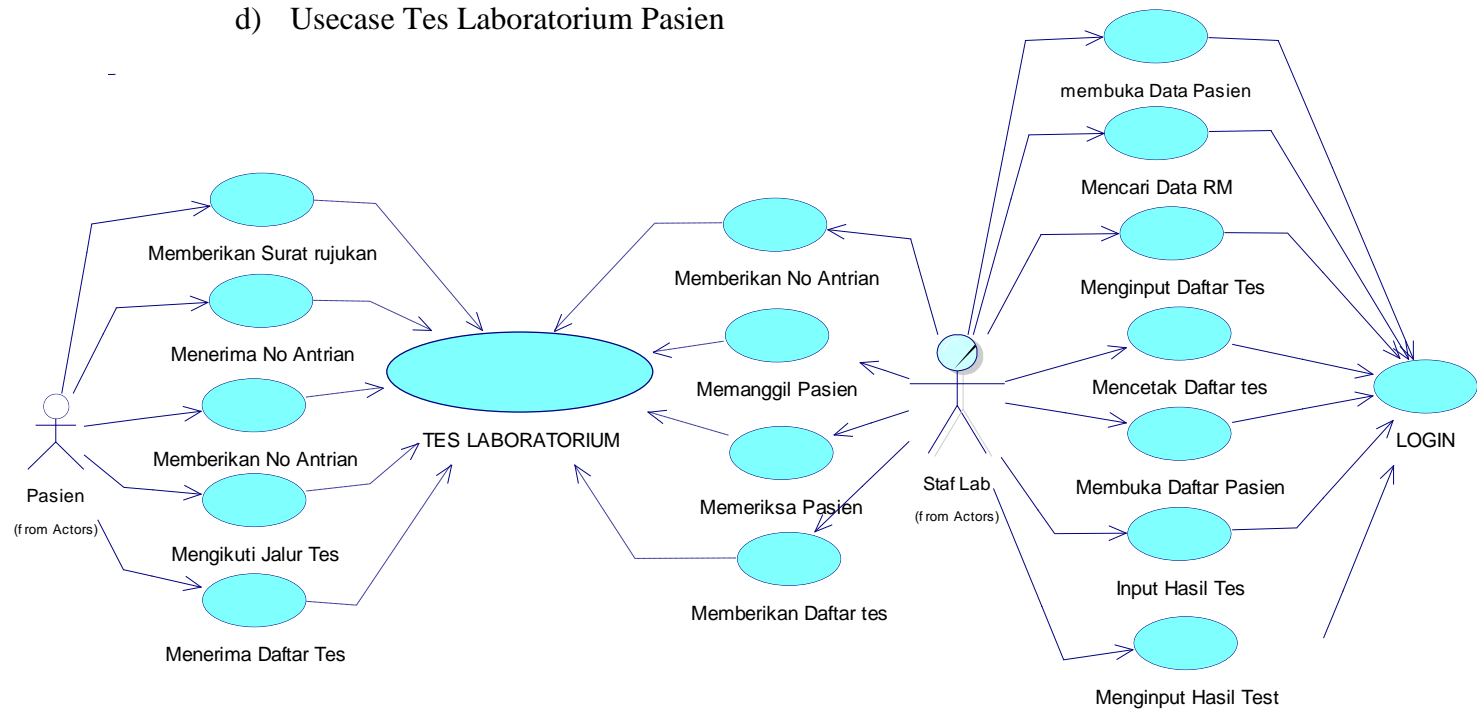 d) Usecase Tes Laboratorium Pasien
membuka Data Pasien
Mencari Data RM
Memberikan Surat rujukan
Memberikan No Antrian
Menginput Daftar Tes
Menerima No Antrian
Memanggil Pasien
Mencetak Daftar tes
TES LABORATORIUM
LOGIN
Memberikan No Antrian
Staf Lab
(from Actors)
Membuka Daftar Pasien
Pasien
(from Actors)
Memeriksa Pasien
Mengikuti Jalur Tes
Input Hasil Tes
Memberikan Daftar tes
Menerima Daftar Tes
Menginput Hasil Test